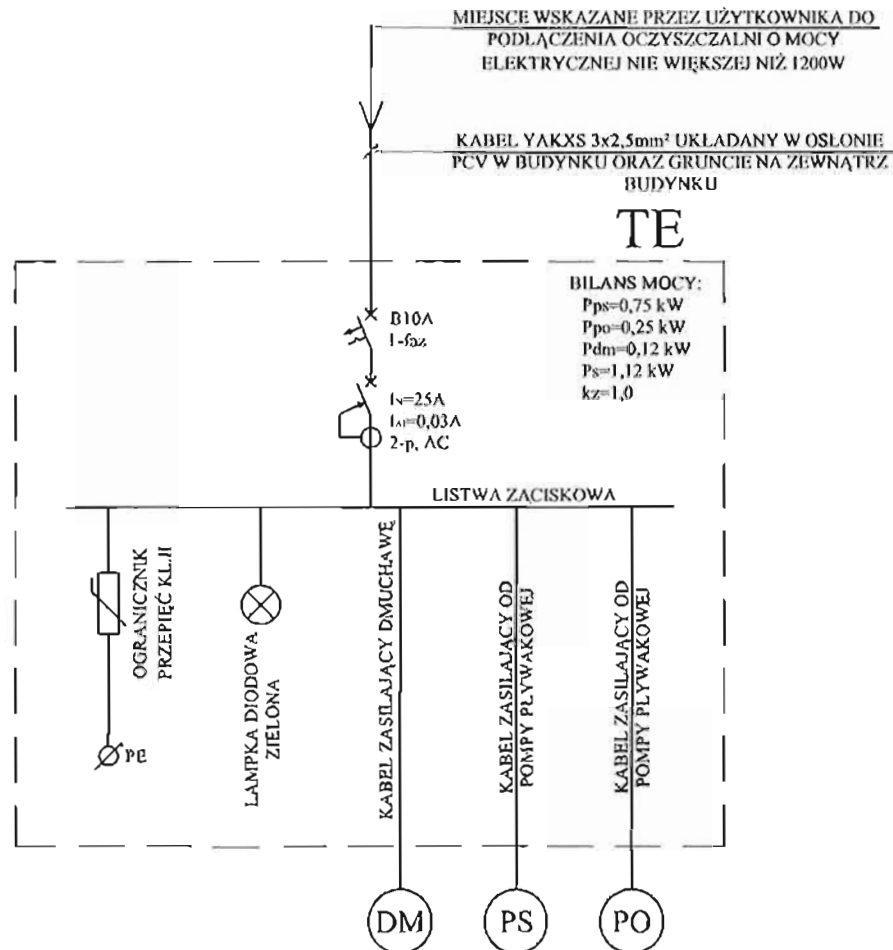 MIEJSCE WSKAZANE PRZEZ UŻYTKOWNIKA DO
PODŁĄCZENIA OCZYSZCZALNI O MOCY
ELEKTRYCZNEJ NIE WIĘKSZEJ NIŻ 1200W
KABEL YAKXS 3x2,5mm² UKŁADANY W OSŁONIE
PCV W BUDYNKU ORAZ GRUNCIE NA ZEWNĄTRZ
BUDYNKU
TE
BILANS MOCY:
Pps=0,75 kW
Ppo=0,25 kW
Pdm=0,12 kW
Ps=1,12 kW
kz=1,0
B10A
1-faz
IN=25A
IΔI=0,03A
2-p, AC
LISTWA ZACISKOWA
OGRANICZNIK
PRZEPIĘĆ KL.II
PE
LAMPKA DIODOWA
ZIELONA
KABEL ZASILAJĄCY DMUCHAWĘ
KABEL ZASILAJĄCY OD
POMPY PŁYWAKOWEJ
KABEL ZASILAJĄCY OD
POMPY PŁYWAKOWEJ
DM
PS
PO